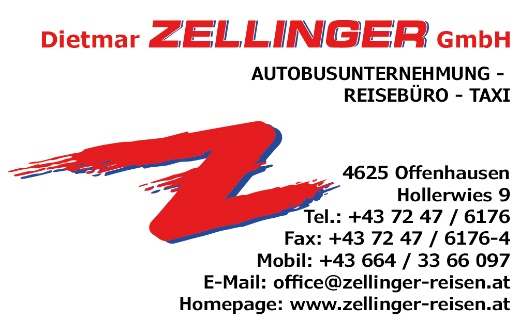 Dietmar ZELLINGER GmbH
AUTOBUSUNTERNEHMUNG -
REISEBÜRO - TAXI
4625 Offenhausen
Hollerwies 9
Tel.: +43 72 47 / 6176
Fax: +43 72 47 / 6176-4
Mobil: +43 664 / 33 66 097
E-Mail: office@zellinger-reisen.at
Homepage: www.zellinger-reisen.at